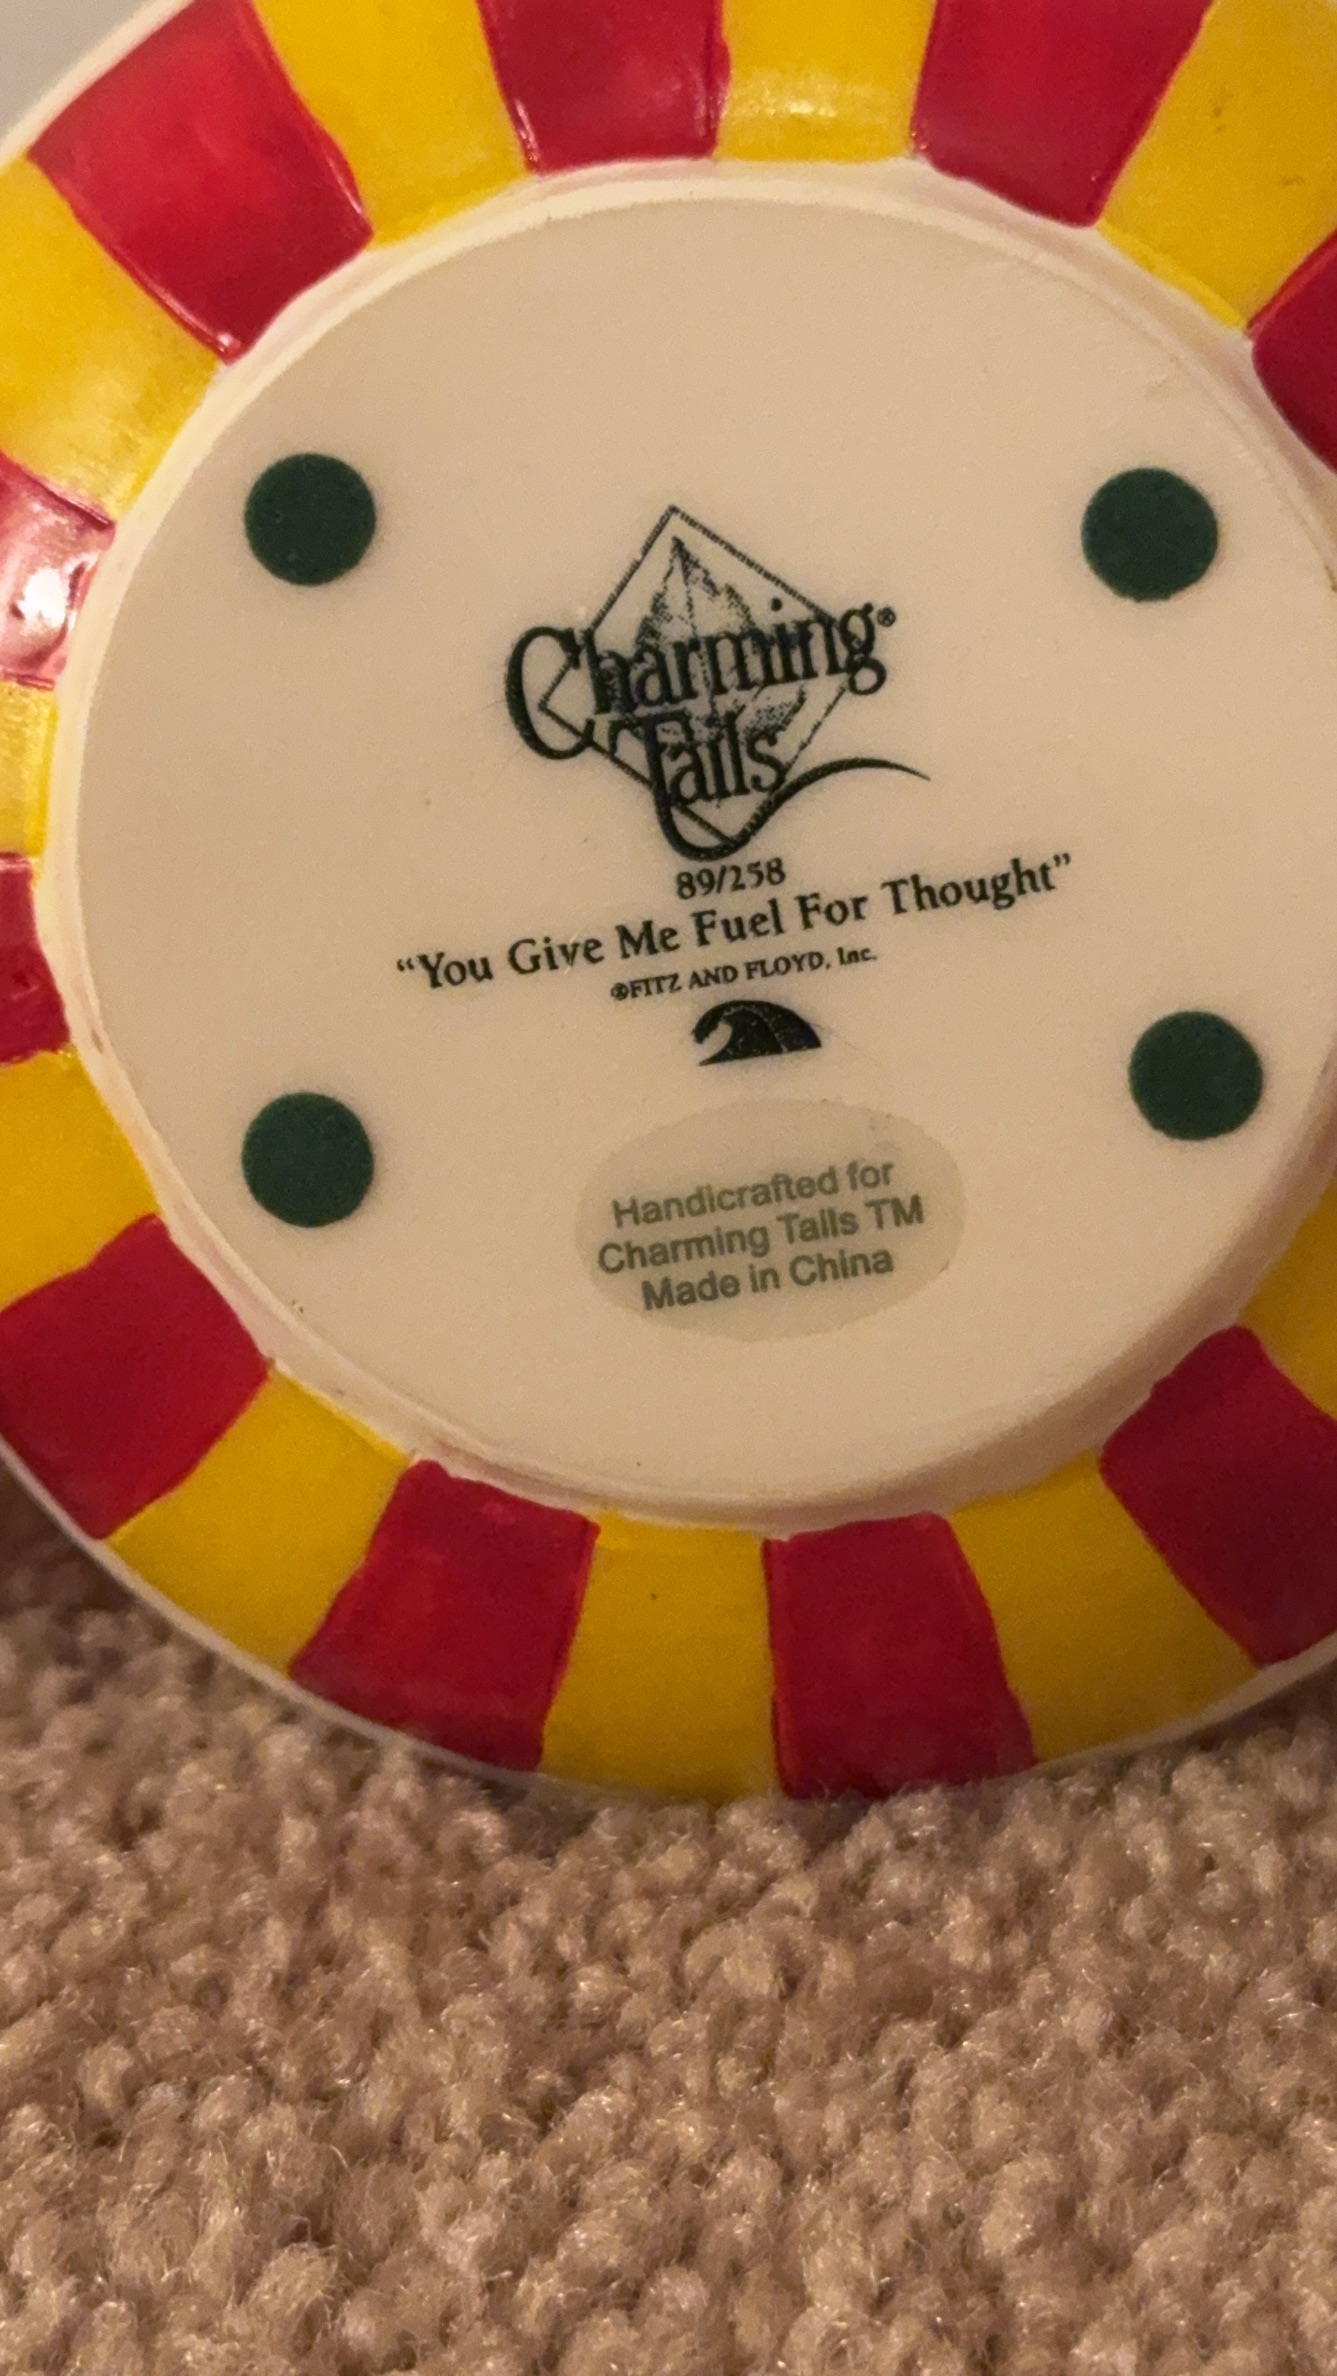 Charming®
Tails
89/258
“You Give Me Fuel For Thought”
®FITZ AND FLOYD, Inc.
Handicrafted for
Charming Tails TM
Made in China